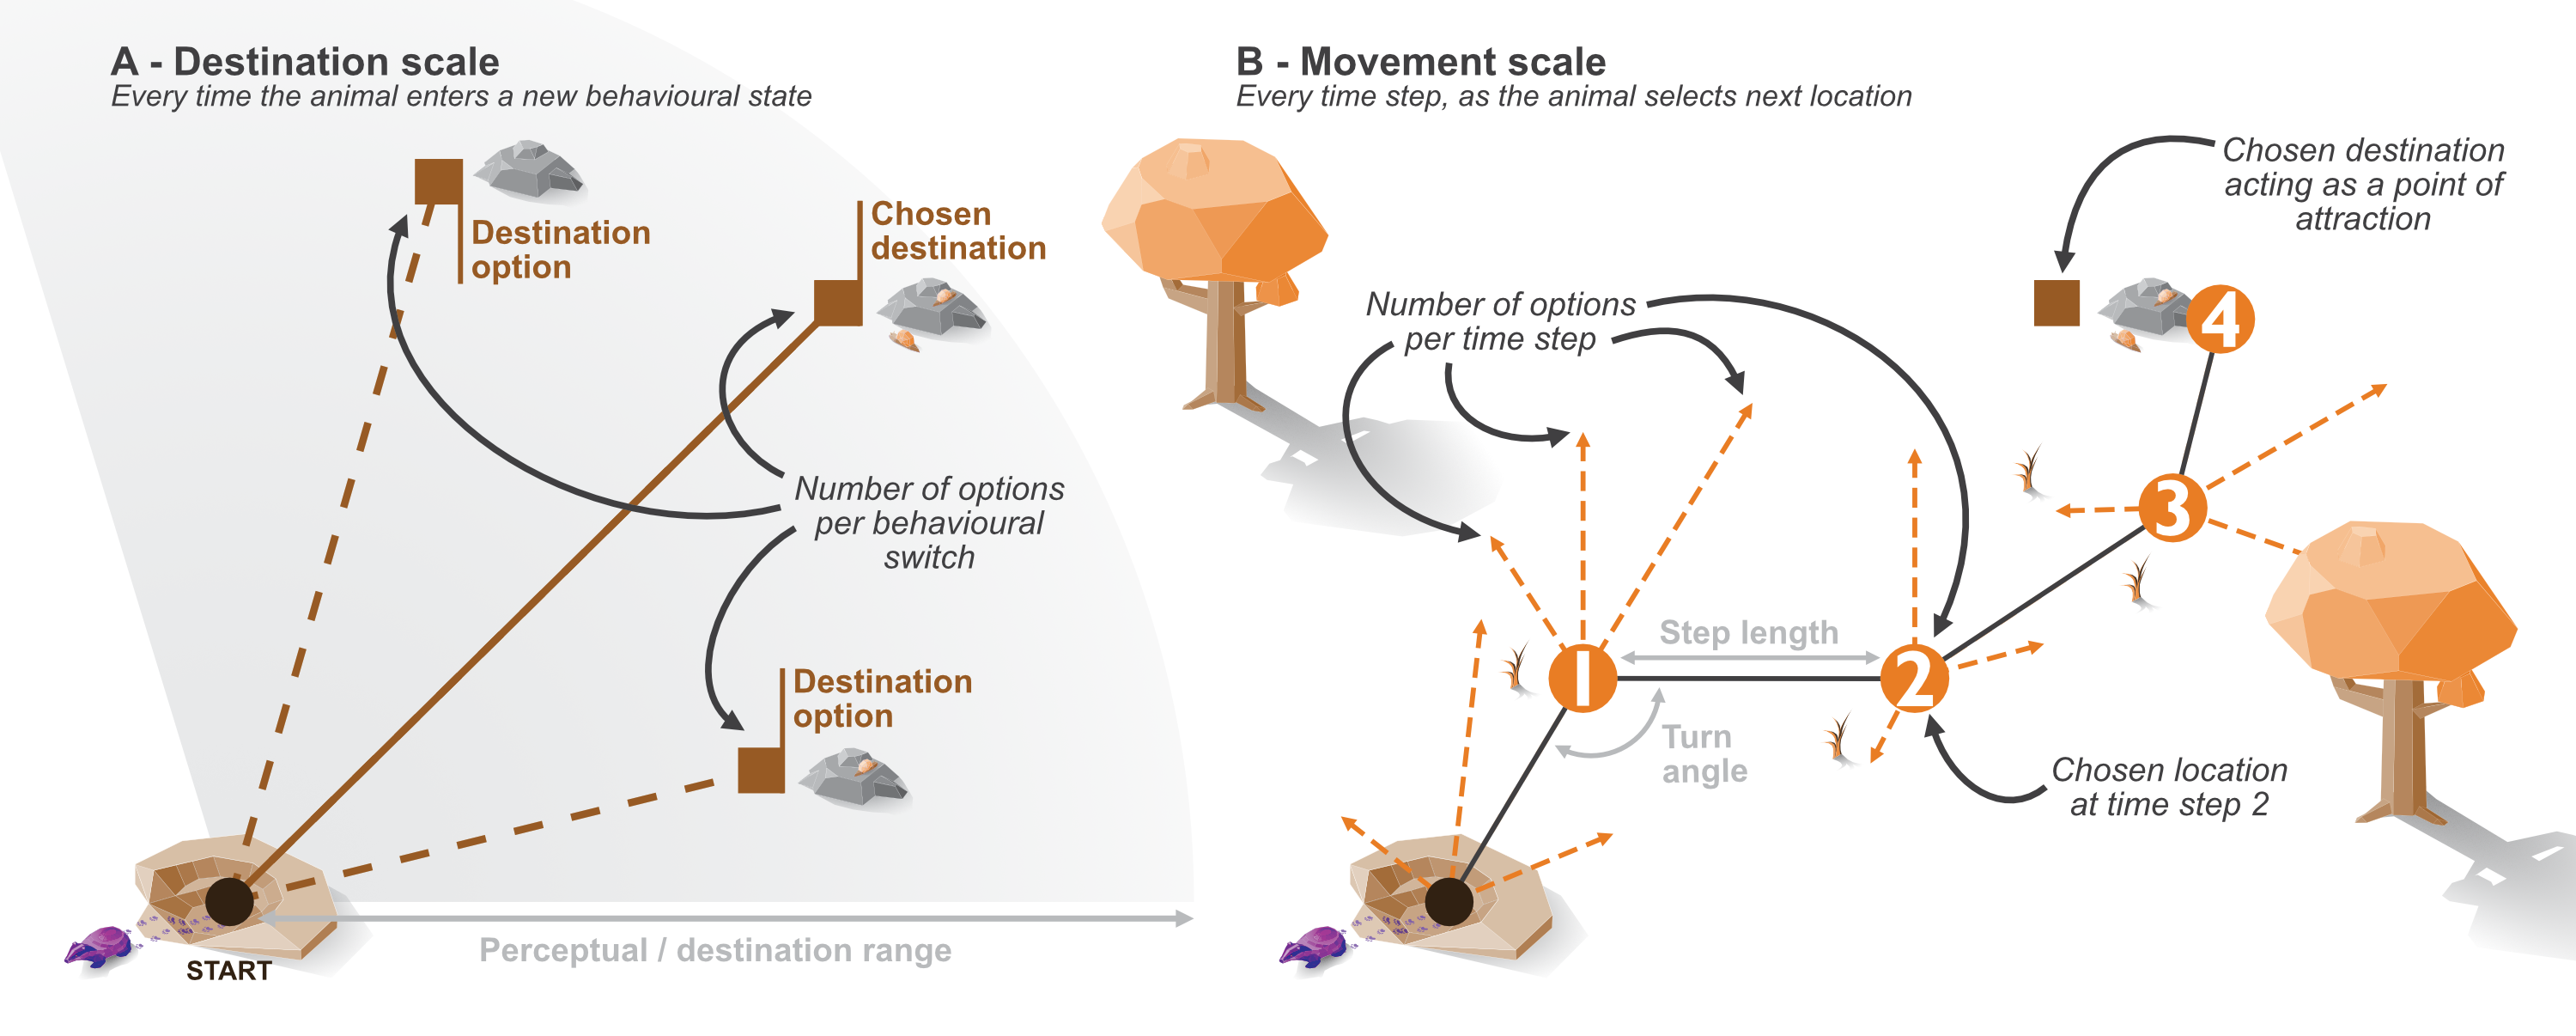 A - Destination scale
Every time the animal enters a new behavioural state
Destination
option
Chosen
destination
Number of options
per behavioural
switch
Destination
option
START
Perceptual / destination range
B - Movement scale
Every time step, as the animal selects next location
Chosen destination
acting as a point of
attraction
Number of options
per time step
4
3
Step length
1
2
Turn
angle
Chosen location
at time step 2